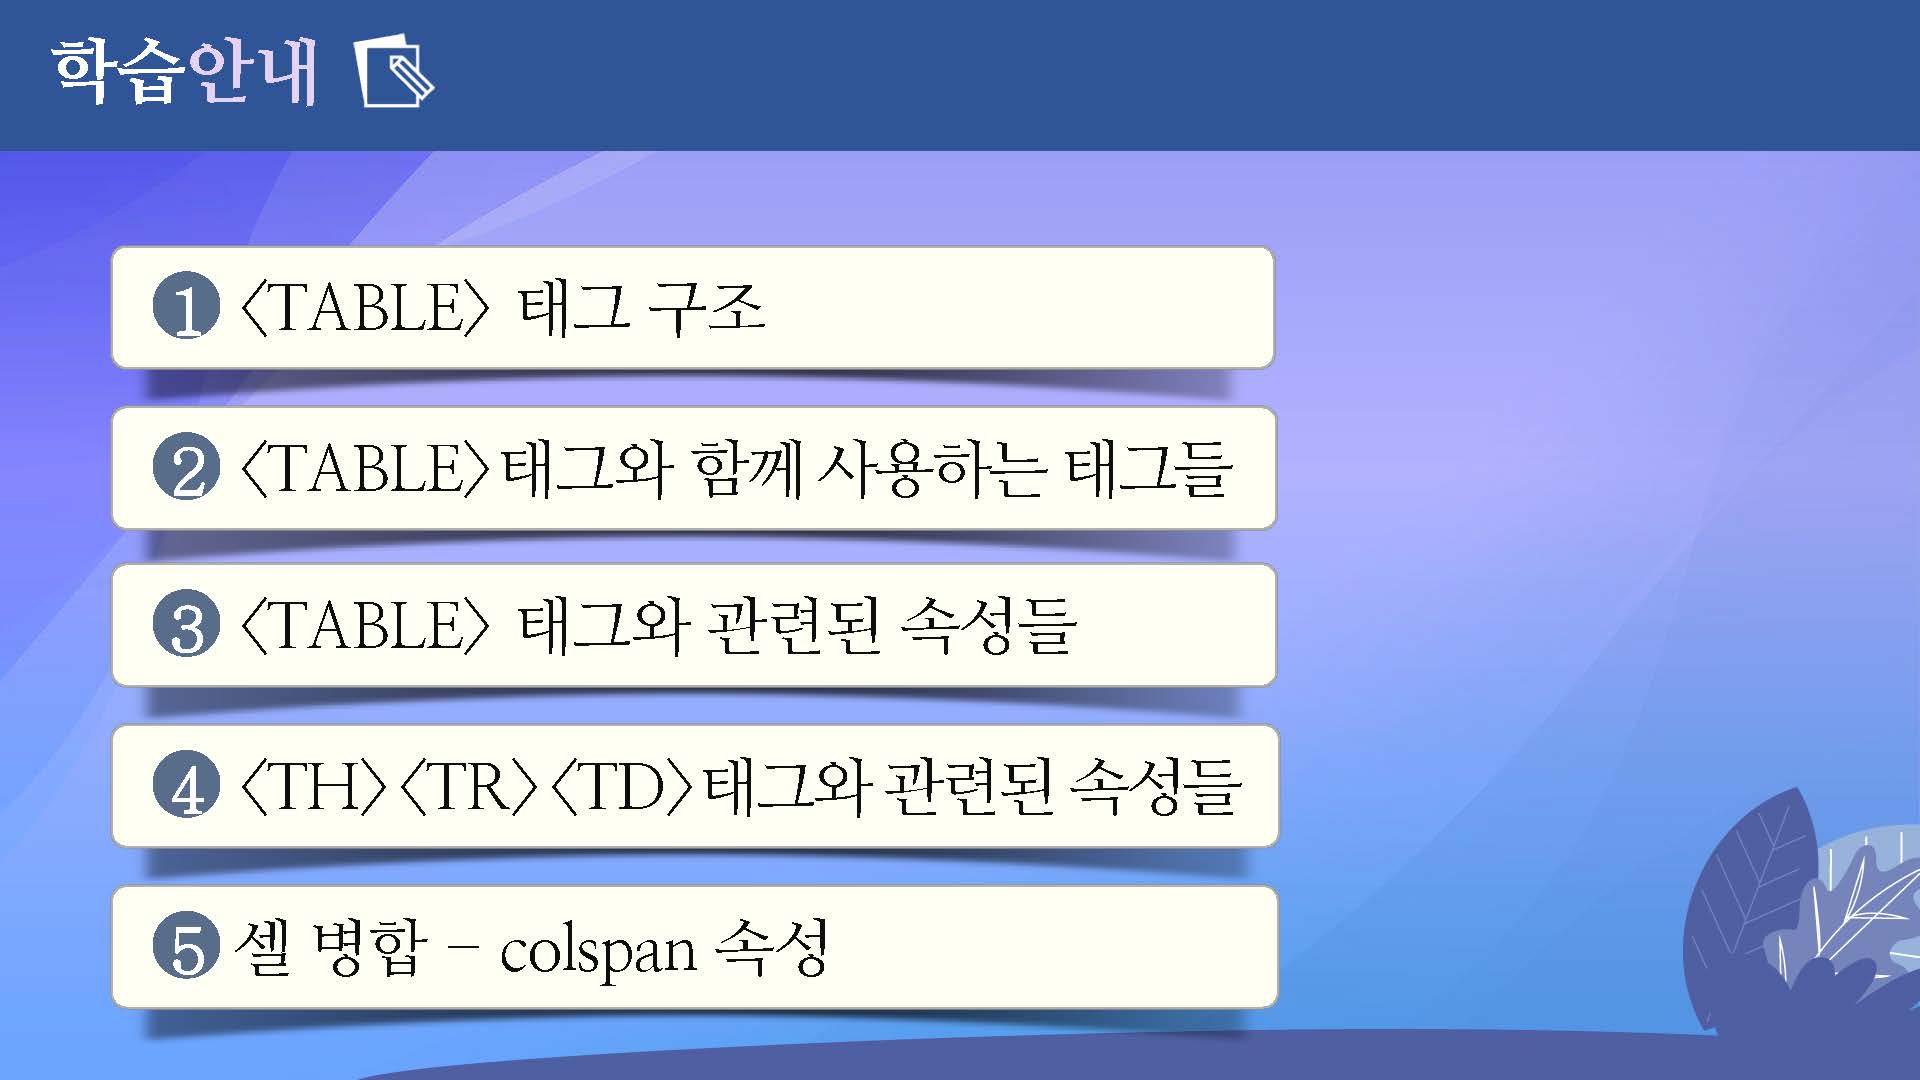 학습안내
1 <TABLE> 태그 구조
2 <TABLE>태그와 함께 사용하는 태그들
3 <TABLE> 태그와 관련된 속성들
4 <TH><TR><TD>태그와 관련된 속성들
5 셀 병합 - colspan 속성